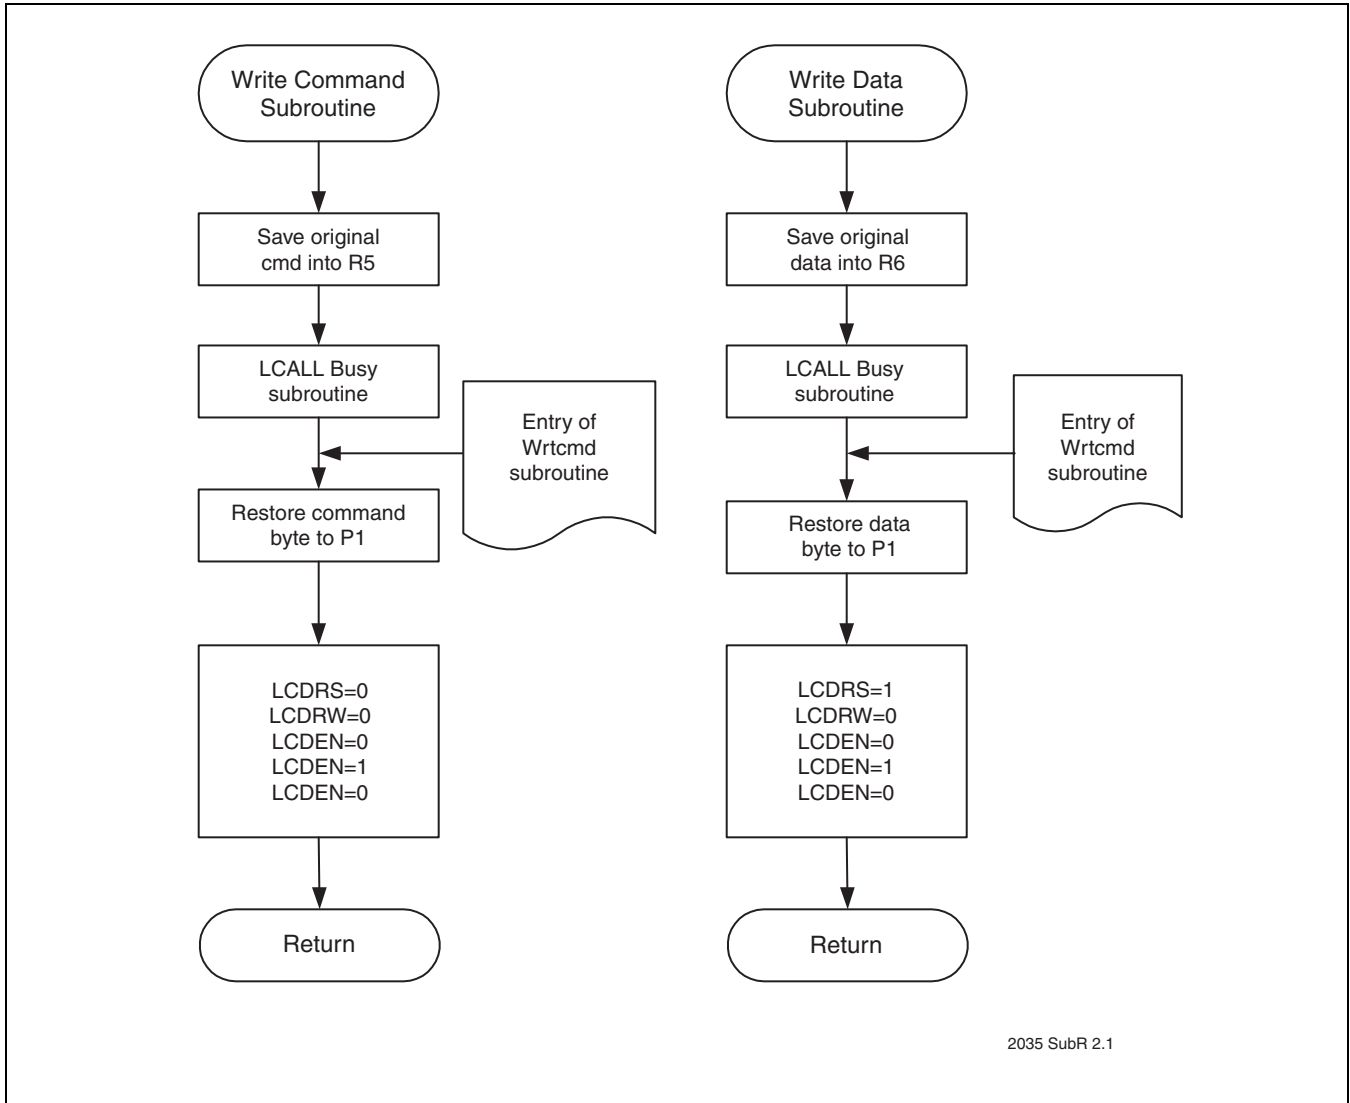 Write Command
Subroutine
Save original
cmd into R5
LCALL Busy
subroutine
Entry of
Wrtcmd
subroutine
Restore command
byte to P1
LCDRS=0
LCDRW=0
LCDEN=0
LCDEN=1
LCDEN=0
Return
Write Data
Subroutine
Save original
data into R6
LCALL Busy
subroutine
Entry of
Wrtcmd
subroutine
Restore data
byte to P1
LCDRS=1
LCDRW=0
LCDEN=0
LCDEN=1
LCDEN=0
Return
2035 SubR 2.1